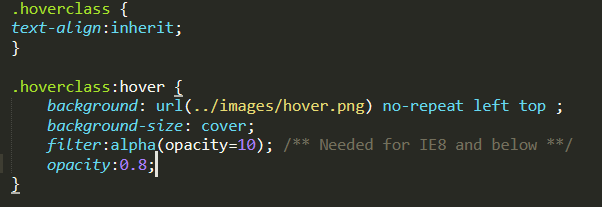 .hoverclass {
text-align:inherit;
}
.hoverclass:hover {
background: url(../images/hover.png) no-repeat left top ;
background-size: cover;
filter:alpha(opacity=10); /** Needed for IE8 and below **/
opacity:0.8;
}